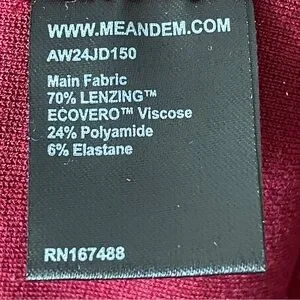 WWW.MEANDEM.COM
AW24JD150
Main Fabric
70% LENZING™
ECOVERO™ Viscose
24% Polyamide
6% Elastane
RN167488